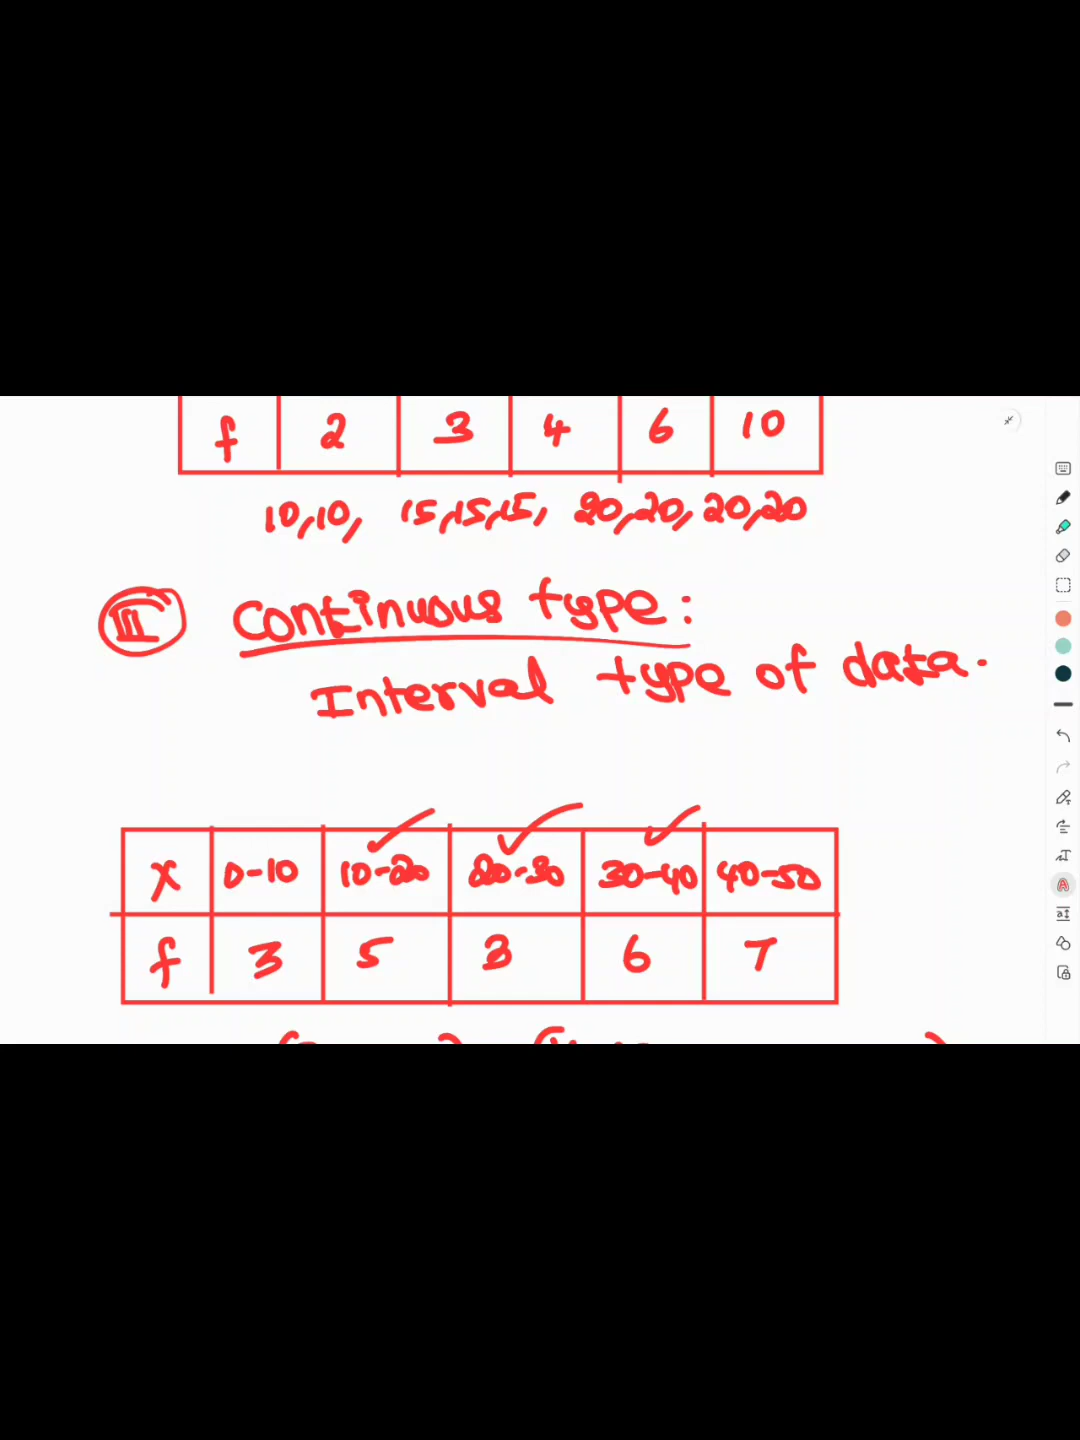 f 2 3 4 6 10
10,10, 15,15,15, 20,20,20,20
III Continuous type:
Interval type of data.
X 0-10 10-20 20-30 30-40 40-50
f 3 5 3 6 7